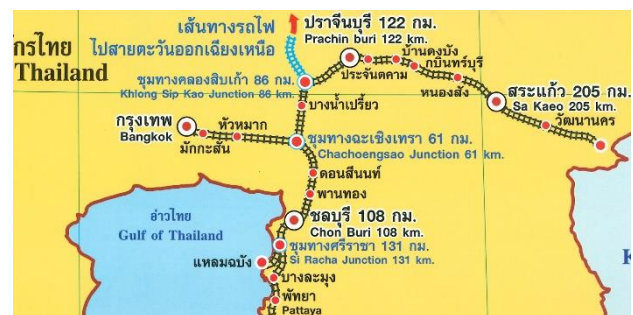 เส้นทางรถไฟ
ไปสายตะวันออกเฉียงเหนือ
ปราจีนบุรี 122 กม.
Prachin buri 122 km.
Thailand
ชุมทางคลองสิบเก้า 86 กม.
Khlong Sip Kao Junction 86 km.
ประจันตคาม
บ้านดงบัง
กบินทร์บุรี
หนองสัง
สระแก้ว 205 กม.
Sa Kaeo 205 km.
วัฒนานคร
บางน้ำเปรี้ยว
กรุงเทพ
Bangkok
หัวหมาก
มักกะสัน
ชุมทางฉะเชิงเทรา 61 กม.
Chachoengsao Junction 61 km.
ดอนสีนนท์
พานทอง
อ่าวไทย
Gulf of Thailand
ชลบุรี 108 กม.
Chon Buri 108 km.
ชุมทางศรีราชา 131 กม.
Si Racha Junction 131 km.
แหลมฉบัง
บางละมุง
พัทยา
Pattaya